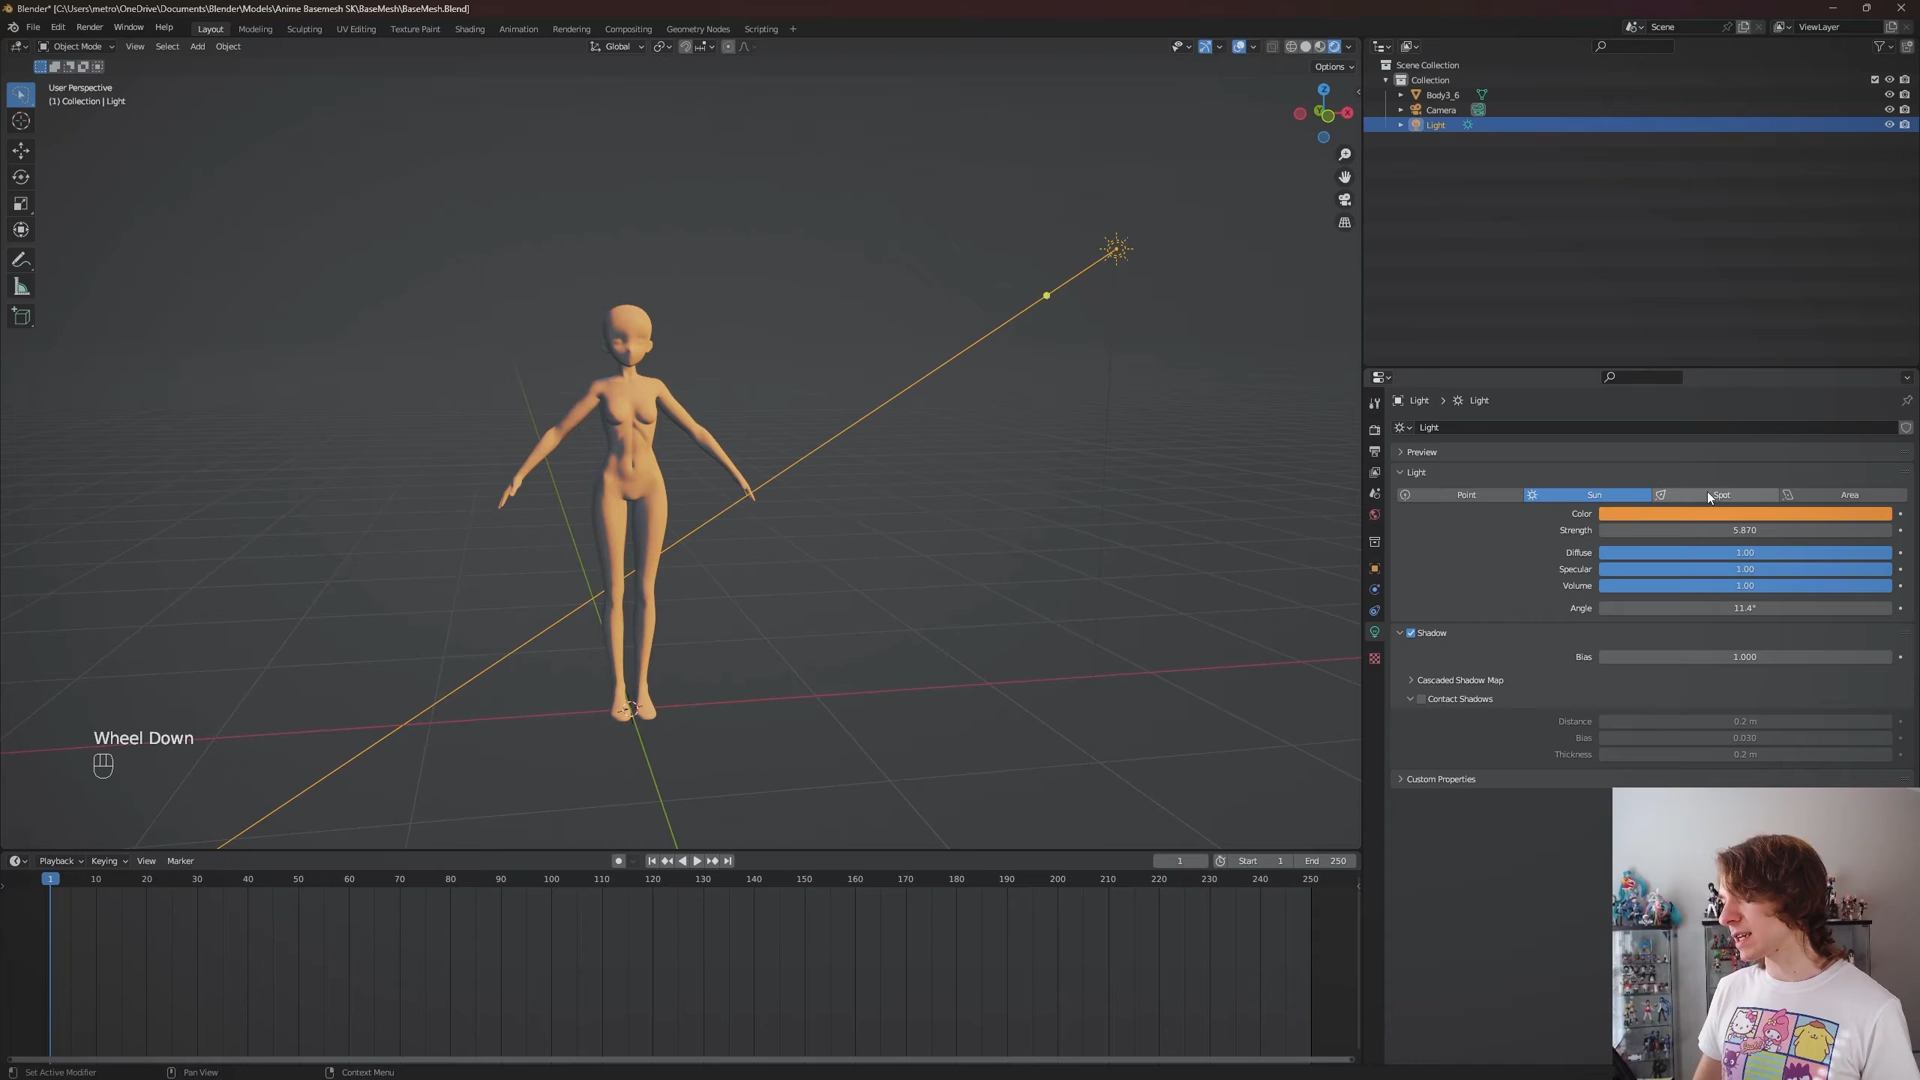 Blender* [C:\Users\metro\OneDrive\Documents\Blender\Models\Anime Basemesh SK\BaseMesh\BaseMesh.Blend]
File Edit Render Window Help Layout Modeling Sculpting UV Editing Texture Paint Shading Animation Rendering Compositing Geometry Nodes Scripting + Scene ViewLayer
Object Mode View Select Add Object Global
Options
User Perspective
(1) Collection | Light
Z
X
Y
Scene Collection
Collection
Body3_6
Camera
Light
Light > Light
Light
Preview
Light
Point Sun Spot Area
Color
Strength 5.870
Diffuse 1.00
Specular 1.00
Volume 1.00
Angle 11.4°
Shadow
Bias 1.000
Cascaded Shadow Map
Contact Shadows
Distance 0.2 m
Bias 0.030
Thickness 0.2 m
Custom Properties
Wheel Down
Playback Keying View Marker 1 Start 1 End 250
1 10 20 30 40 50 60 70 80 90 100 110 120 130 140 150 160 170 180 190 200 210 220 230 240 250
Set Active Modifier Pan View Context Menu